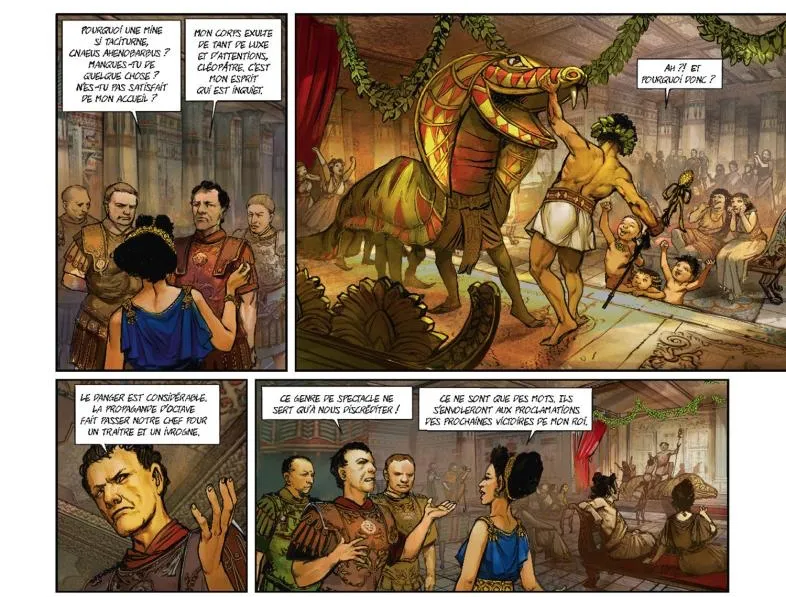 POURQUOI UNE MINE
SI TACITURNE,
CNAEUS AHENOBARBUS ?
MANQUES-TU DE
QUELQUE CHOSE ?
N'ES-TU PAS SATISFAIT
DE MON ACCUEIL ?
MON CORPS EXULTE
DE TANT DE LUXE
ET D'ATTENTIONS,
CLÉOPÂTRE. C'EST
MON ESPRIT
QUI EST INQUIET.
AH ?! ET
POURQUOI DONC ?
LE DANGER EST CONSIDÉRABLE.
LA PROPAGANDE D'OCTAVE
FAIT PASSER NOTRE CHEF POUR
UN TRAÎTRE ET UN IVROGNE.
CE GENRE DE SPECTACLE NE
SERT QU'À NOUS DISCRÉDITER !
CE NE SONT QUE DES MOTS. ILS
S'ENVOLERONT AUX PROCLAMATIONS
DES PROCHAINES VICTOIRES DE MON ROI.